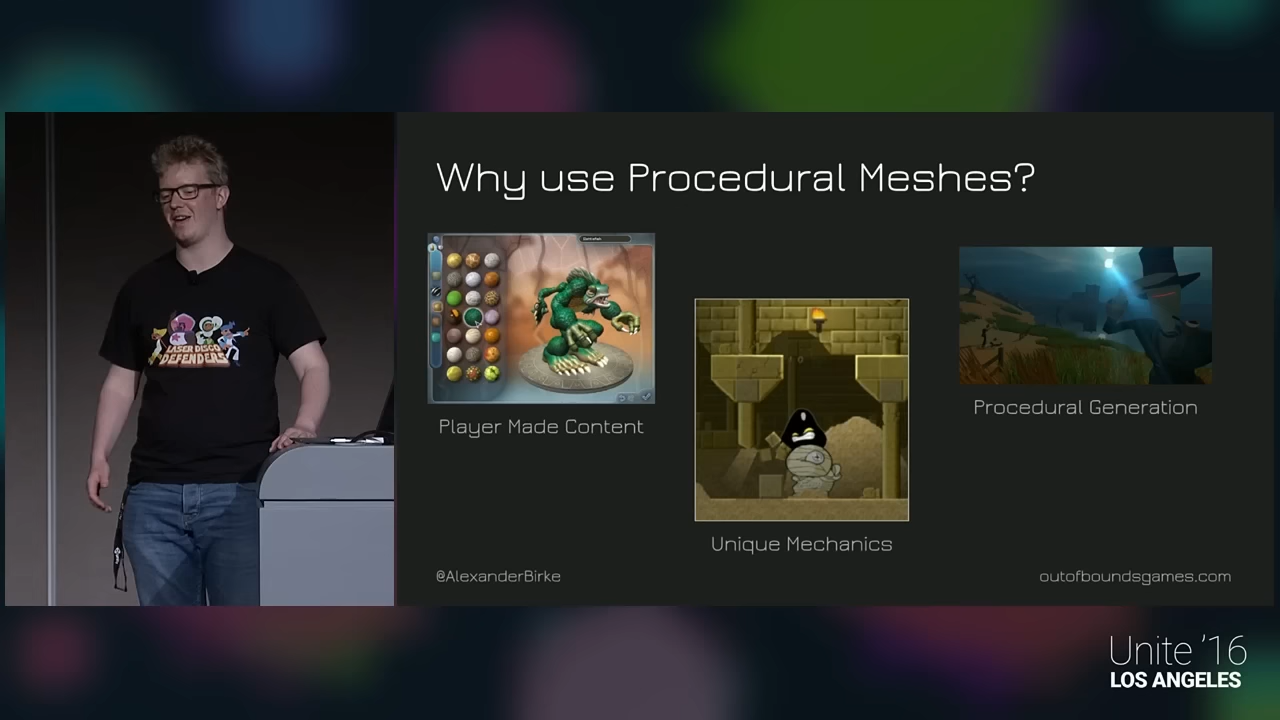 Why use Procedural Meshes?
Player Made Content
Unique Mechanics
Procedural Generation
@AlexanderBirke
outofboundsgames.com
LASER DISCO
DEFENDERS
Unite '16
LOS ANGELES